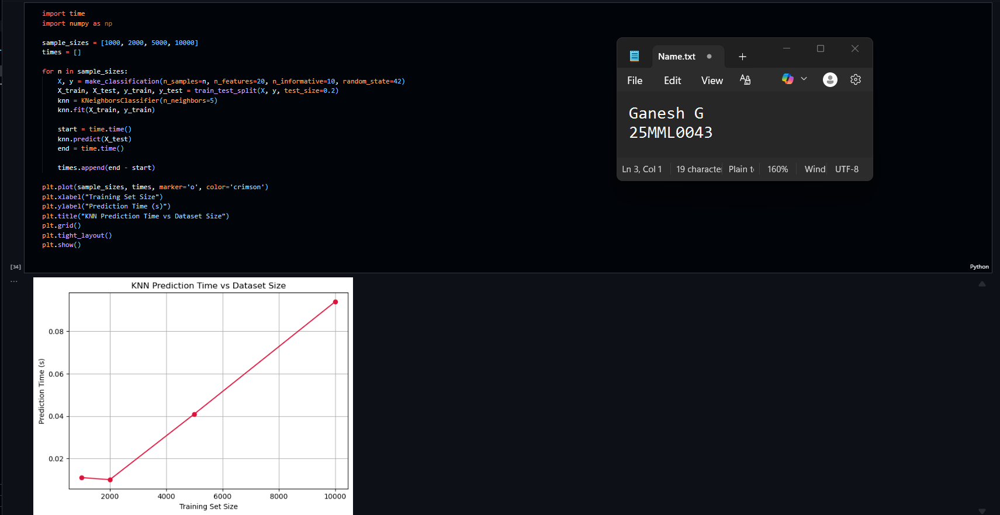 import time
import numpy as np
sample_sizes = [1000, 2000, 5000, 10000]
times = []
for n in sample_sizes:
X, y = make_classification(n_samples=n, n_features=20, n_informative=10, random_state=42)
X_train, X_test, y_train, y_test = train_test_split(X, y, test_size=0.2)
knn = KNeighborsClassifier(n_neighbors=5)
knn.fit(X_train, y_train)
start = time.time()
knn.predict(X_test)
end = time.time()
times.append(end - start)
plt.plot(sample_sizes, times, marker='o', color='crimson')
plt.xlabel("Training Set Size")
plt.ylabel("Prediction Time (s)")
plt.title("KNN Prediction Time vs Dataset Size")
plt.grid()
plt.tight_layout()
plt.show()
[34]
Python
Name.txt
File Edit View
Ganesh G
25MML0043
Ln 3, Col 1 19 character Plain t 160% Wind UTF-8
KNN Prediction Time vs Dataset Size
Prediction Time (s)
0.08
0.06
0.04
0.02
2000 4000 6000 8000 10000
Training Set Size